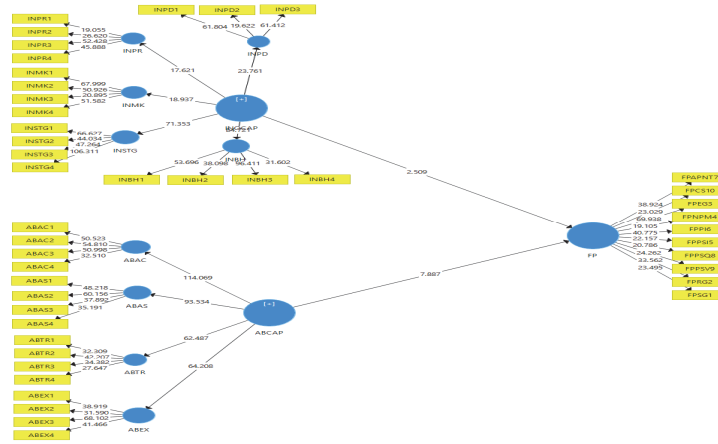 INPD1
INPD2
INPD3
61.804
19.622
61.412
INPD
INPR1
INPR2
INPR3
INPR4
19.055
26.620
52.428
45.888
INPR
17.621
23.761
INMK1
INMK2
INMK3
INMK4
67.999
50.926
20.895
51.582
INMK
18.937
[+]
INSTG1
INSTG2
INSTG3
INSTG4
66.627
44.034
47.264
106.311
INSTG
71.353
INBH
53.696
38.098
96.411
31.602
INBH1
INBH2
INBH3
INBH4
2.509
ABAC1
ABAC2
ABAC3
ABAC4
50.523
54.810
50.998
32.510
ABAC
114.069
ABAS1
ABAS2
ABAS3
ABAS4
48.218
60.156
37.892
35.191
ABAS
93.534
[+]
ABCAP
7.887
ABTR1
ABTR2
ABTR3
ABTR4
32.309
42.207
34.382
27.647
ABTR
62.487
ABEX1
ABEX2
ABEX3
ABEX4
38.919
31.590
68.102
41.466
ABEX
64.208
FP
38.924
23.029
69.938
19.105
40.775
22.157
20.786
24.262
33.562
23.495
FPAPNT7
FPCS10
FPEG3
FPNPM4
FPPI6
FPPSI5
FPPSQ8
FPPSV9
FPRG2
FPSG1